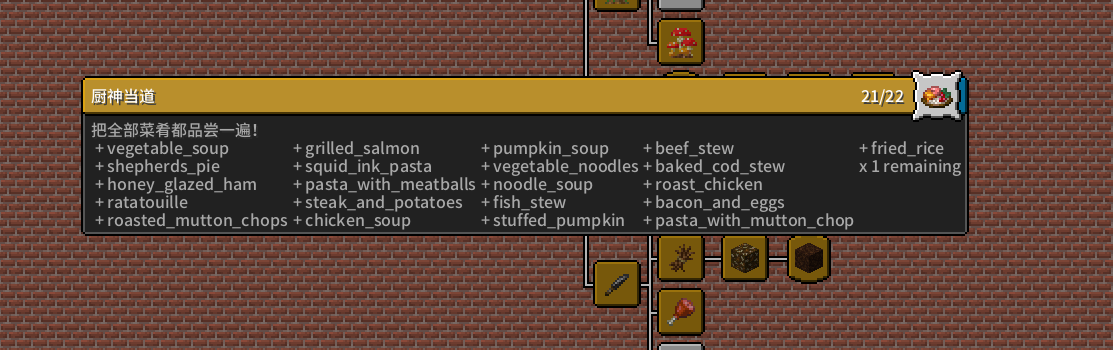 厨神当道 21/22
把全部菜肴都品尝一遍！
+vegetable_soup +grilled_salmon +pumpkin_soup +beef_stew +fried_rice
+shepherds_pie +squid_ink_pasta +vegetable_noodles +baked_cod_stew x 1 remaining
+honey_glazed_ham +pasta_with_meatballs +noodle_soup +roast_chicken
+ratatouille +steak_and_potatoes +fish_stew +bacon_and_eggs
+roasted_mutton_chops +chicken_soup +stuffed_pumpkin +pasta_with_mutton_chop